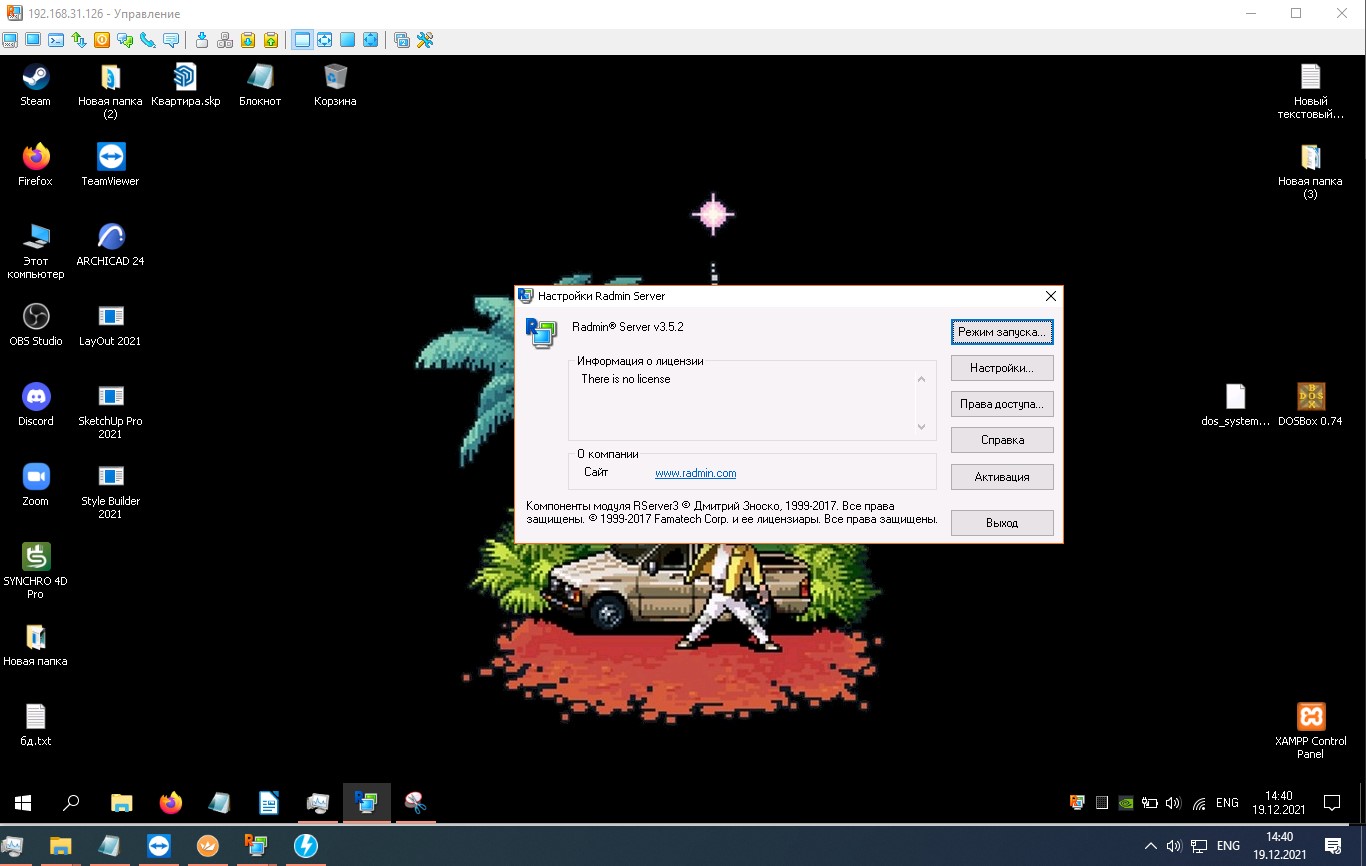 192.168.31.126 - Управление
Steam
Новая папка
(2)
Квартира.skp
Блокнот
Корзина
Новый
текстовый...
Firefox
TeamViewer
Новая папка
(3)
Этот
компьютер
ARCHICAD 24
Настройки Radmin Server
Radmin® Server v3.5.2
Режим запуска...
Информация о лицензии
There is no license
Настройки...
Права доступа...
Справка
О компании
Сайт
www.radmin.com
Активация
Компоненты модуля RServer3 © Дмитрий Зноско, 1999-2017. Все права
защищены. © 1999-2017 Famatech Corp. и ее лицензиары. Все права защищены.
Выход
OBS Studio
LayOut 2021
Discord
SketchUp Pro
2021
dos_system...
DOSBox 0.74
Zoom
Style Builder
2021
SYNCHRO 4D
Pro
Новая папка
бд.txt
XAMPP Control
Panel
ENG
14:40
19.12.2021
ENG
14:40
19.12.2021